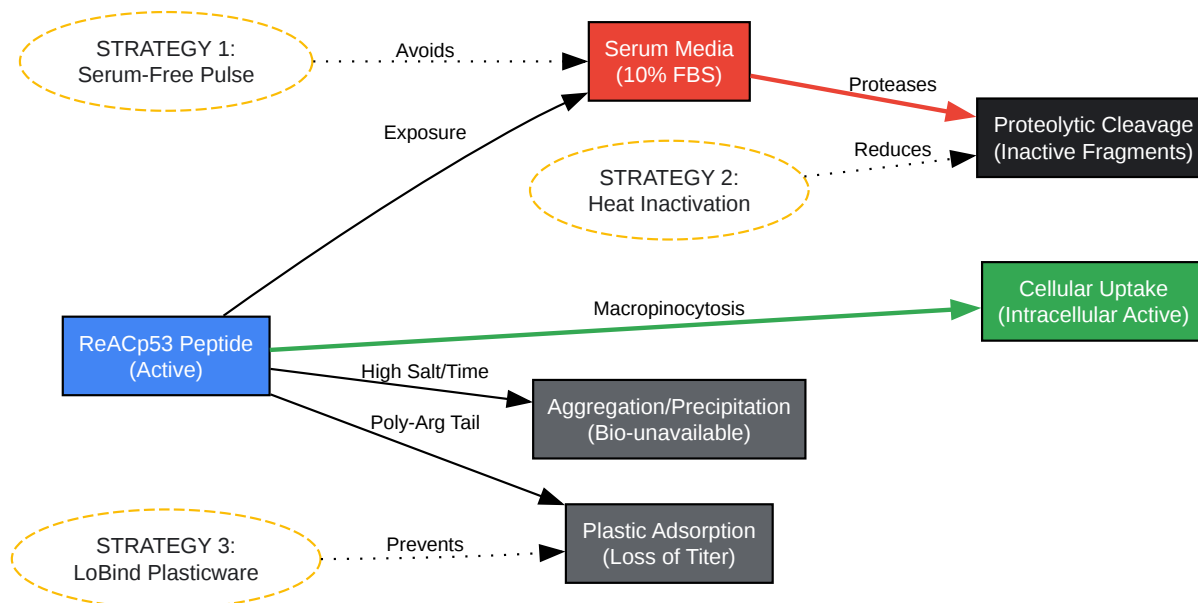 STRATEGY 1:
Serum-Free Pulse
Avoids
Serum Media
(10% FBS)
Proteases
Proteolytic Cleavage
(Inactive Fragments)
Exposure
Reduces
STRATEGY 2:
Heat Inactivation
Cellular Uptake
(Intracellular Active)
Macropinocytosis
ReACp53 Peptide
(Active)
High Salt/Time
Aggregation/Precipitation
(Bio-unavailable)
Poly-Arg Tail
Plastic Adsorption
(Loss of Titer)
STRATEGY 3:
LoBind Plasticware
Prevents